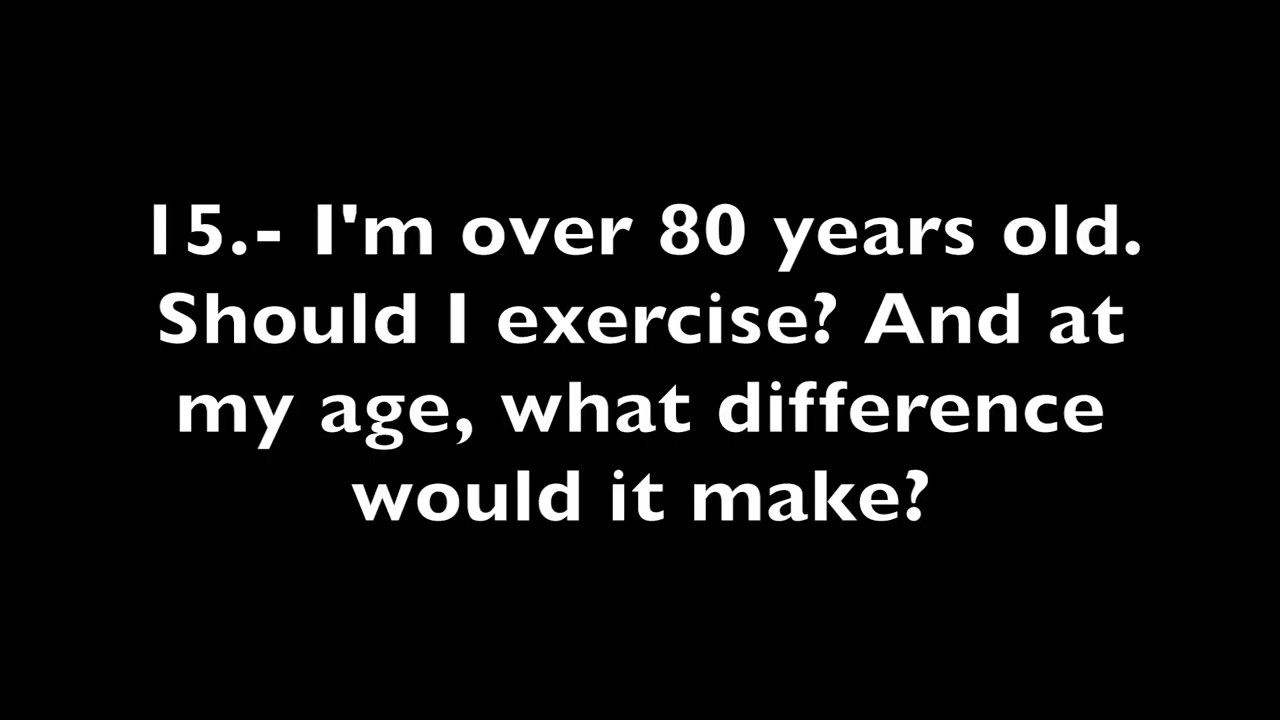 15.- I'm over 80 years old.
Should I exercise? And at
my age, what difference
would it make?